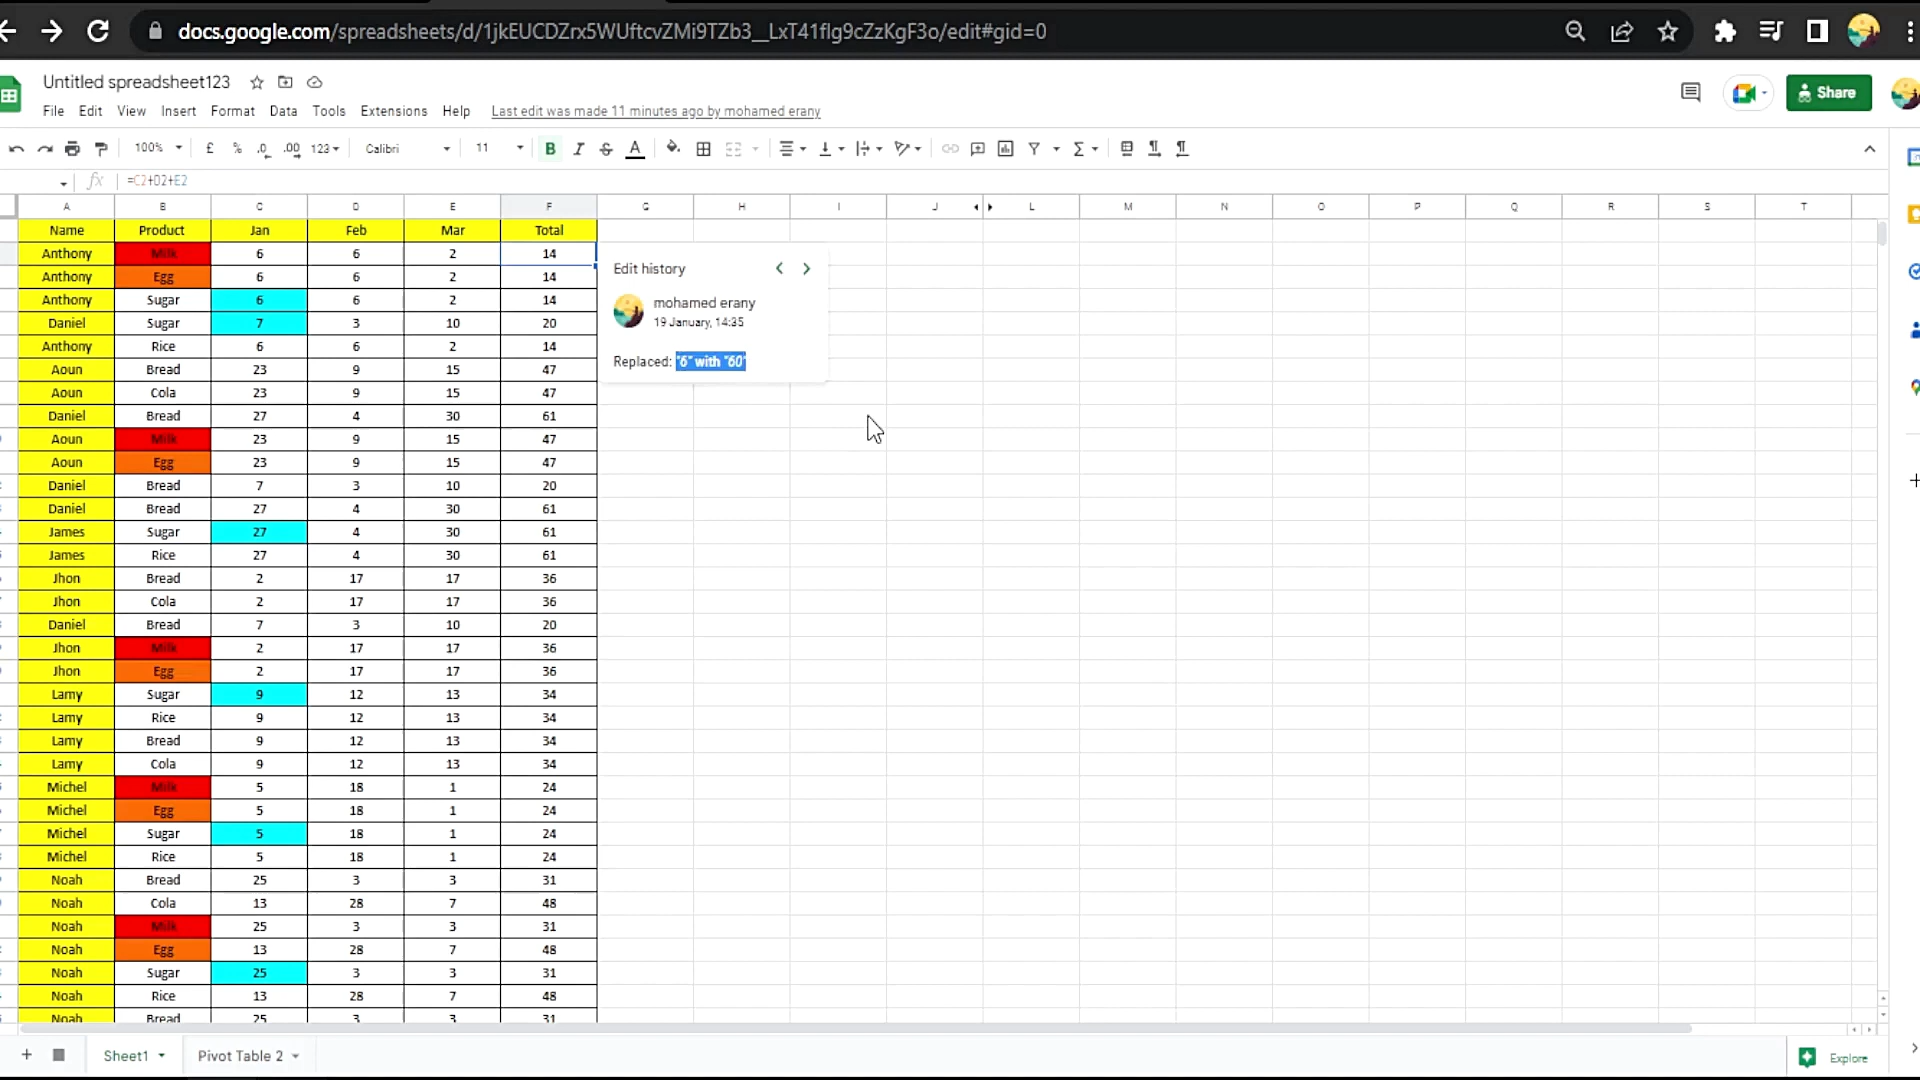 docs.google.com/spreadsheets/d/1jkEUCDZrx5WUftcvZMi9TZb3__LxT41flg9cZzKgF3o/edit#gid=0
Untitled spreadsheet123
File Edit View Insert Format Data Tools Extensions Help Last edit was made 11 minutes ago by mohamed erany
Share
100% £ % .0 .00 123 Calibri 11 B I S A Σ
fx =C2+D2+E2
A B C D E F G H I J L M N O P Q R S T
Name Product Jan Feb Mar Total
Anthony Milk 6 6 2 14
Anthony Egg 6 6 2 14
Anthony Sugar 6 6 2 14
Daniel Sugar 7 3 10 20
Anthony Rice 6 6 2 14
Aoun Bread 23 9 15 47
Aoun Cola 23 9 15 47
Daniel Bread 27 4 30 61
Aoun Milk 23 9 15 47
Aoun Egg 23 9 15 47
Daniel Bread 7 3 10 20
Daniel Bread 27 4 30 61
James Sugar 27 4 30 61
James Rice 27 4 30 61
Jhon Bread 2 17 17 36
Jhon Cola 2 17 17 36
Daniel Bread 7 3 10 20
Jhon Milk 2 17 17 36
Jhon Egg 2 17 17 36
Lamy Sugar 9 12 13 34
Lamy Rice 9 12 13 34
Lamy Bread 9 12 13 34
Lamy Cola 9 12 13 34
Michel Milk 5 18 1 24
Michel Egg 5 18 1 24
Michel Sugar 5 18 1 24
Michel Rice 5 18 1 24
Noah Bread 25 3 3 31
Noah Cola 13 28 7 48
Noah Milk 25 3 3 31
Noah Egg 13 28 7 48
Noah Sugar 25 3 3 31
Noah Rice 13 28 7 48
Noah Bread 25 3 3 31
Edit history
mohamed erany
19 January, 14:35
Replaced: "6" with "60"
Sheet1 Pivot Table 2
Explore